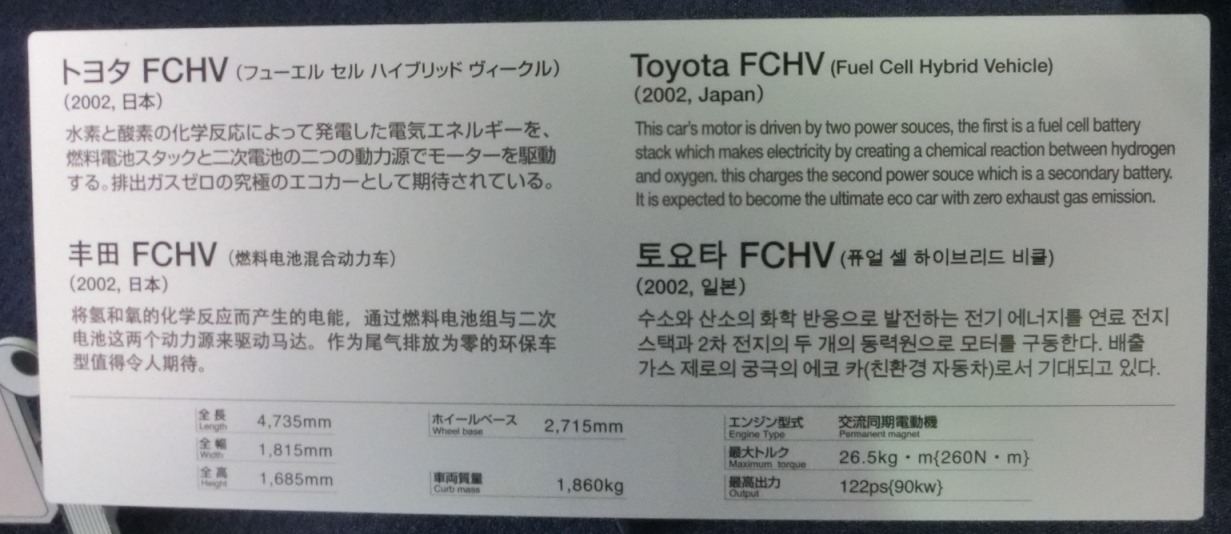 トヨタ FCHV (フューエル セル ハイブリッド ヴィークル)
(2002, 日本)
水素と酸素の化学反応によって発電した電気エネルギーを、
燃料電池スタックと二次電池の二つの動力源でモーターを駆動
する。排出ガスゼロの究極のエコカーとして期待されている。
Toyota FCHV (Fuel Cell Hybrid Vehicle)
(2002, Japan)
This car's motor is driven by two power souces, the first is a fuel cell battery
stack which makes electricity by creating a chemical reaction between hydrogen
and oxygen. this charges the second power souce which is a secondary battery.
It is expected to become the ultimate eco car with zero exhaust gas emission.
丰田 FCHV (燃料电池混合动力车)
(2002, 日本)
将氢和氧的化学反应而产生的电能，通过燃料电池组与二次
电池这两个动力源来驱动马达。作为尾气排放为零的环保车
型值得令人期待。
토요타 FCHV (퓨얼 셀 하이브리드 비클)
(2002, 일본)
수소와 산소의 화학 반응으로 발전하는 전기 에너지를 연료 전지
스택과 2차 전지의 두 개의 동력원으로 모터를 구동한다. 배출
가스 제로의 궁극의 에코 카(친환경 자동차)로서 기대되고 있다.
全長 4,735mm
Length
全幅 1,815mm
Width
全高 1,685mm
Height
ホイールベース 2,715mm
Wheel base
車両質量 1,860kg
Curb mass
エンジン型式 交流同期電動機
Engine Type Permanent magnet
最大トルク 26.5kg・m{260N・m}
Maximum torque
最高出力 122ps{90kw}
Output